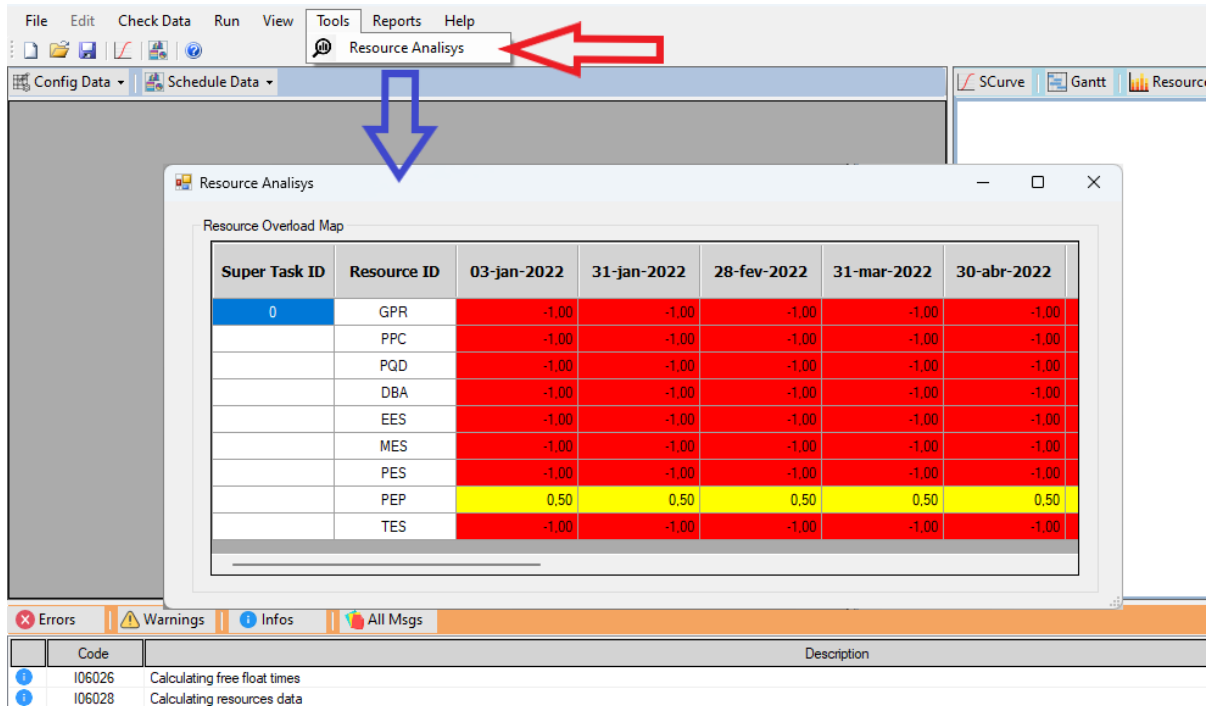 File Edit Check Data Run View Tools Reports Help
Resource Analisys
Config Data Schedule Data SCurve Gantt Resourc
Resource Analisys
Resource Overload Map
Super Task ID Resource ID 03-jan-2022 31-jan-2022 28-fev-2022 31-mar-2022 30-abr-2022
0 GPR -1,00 -1,00 -1,00 -1,00 -1,00
PPC -1,00 -1,00 -1,00 -1,00 -1,00
PQD -1,00 -1,00 -1,00 -1,00 -1,00
DBA -1,00 -1,00 -1,00 -1,00 -1,00
EES -1,00 -1,00 -1,00 -1,00 -1,00
MES -1,00 -1,00 -1,00 -1,00 -1,00
PES -1,00 -1,00 -1,00 -1,00 -1,00
PEP 0,50 0,50 0,50 0,50 0,50
TES -1,00 -1,00 -1,00 -1,00 -1,00
Errors Warnings Infos All Msgs
Code Description
I06026 Calculating free float times
I06028 Calculating resources data